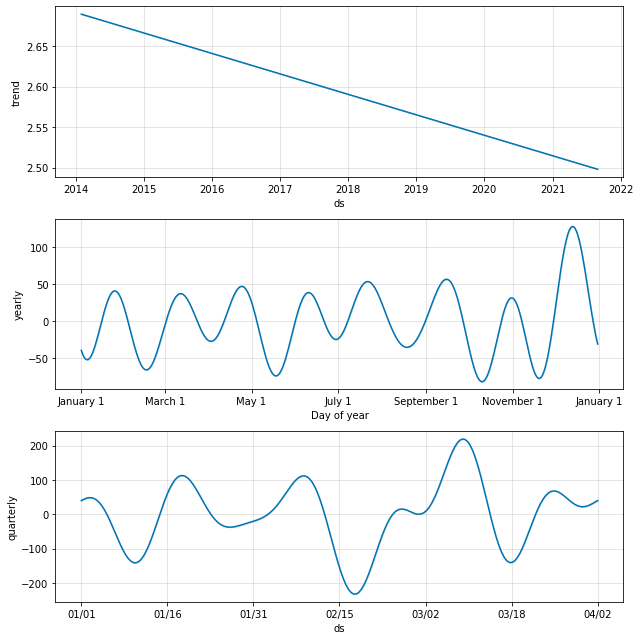 2.65
2.60
2.55
2.50
trend
2014 2015 2016 2017 2018 2019 2020 2021 2022
ds
100
50
0
−50
yearly
January 1 March 1 May 1 July 1 September 1 November 1 January 1
Day of year
200
100
0
−100
−200
quarterly
01/01 01/16 01/31 02/15 03/02 03/18 04/02
ds